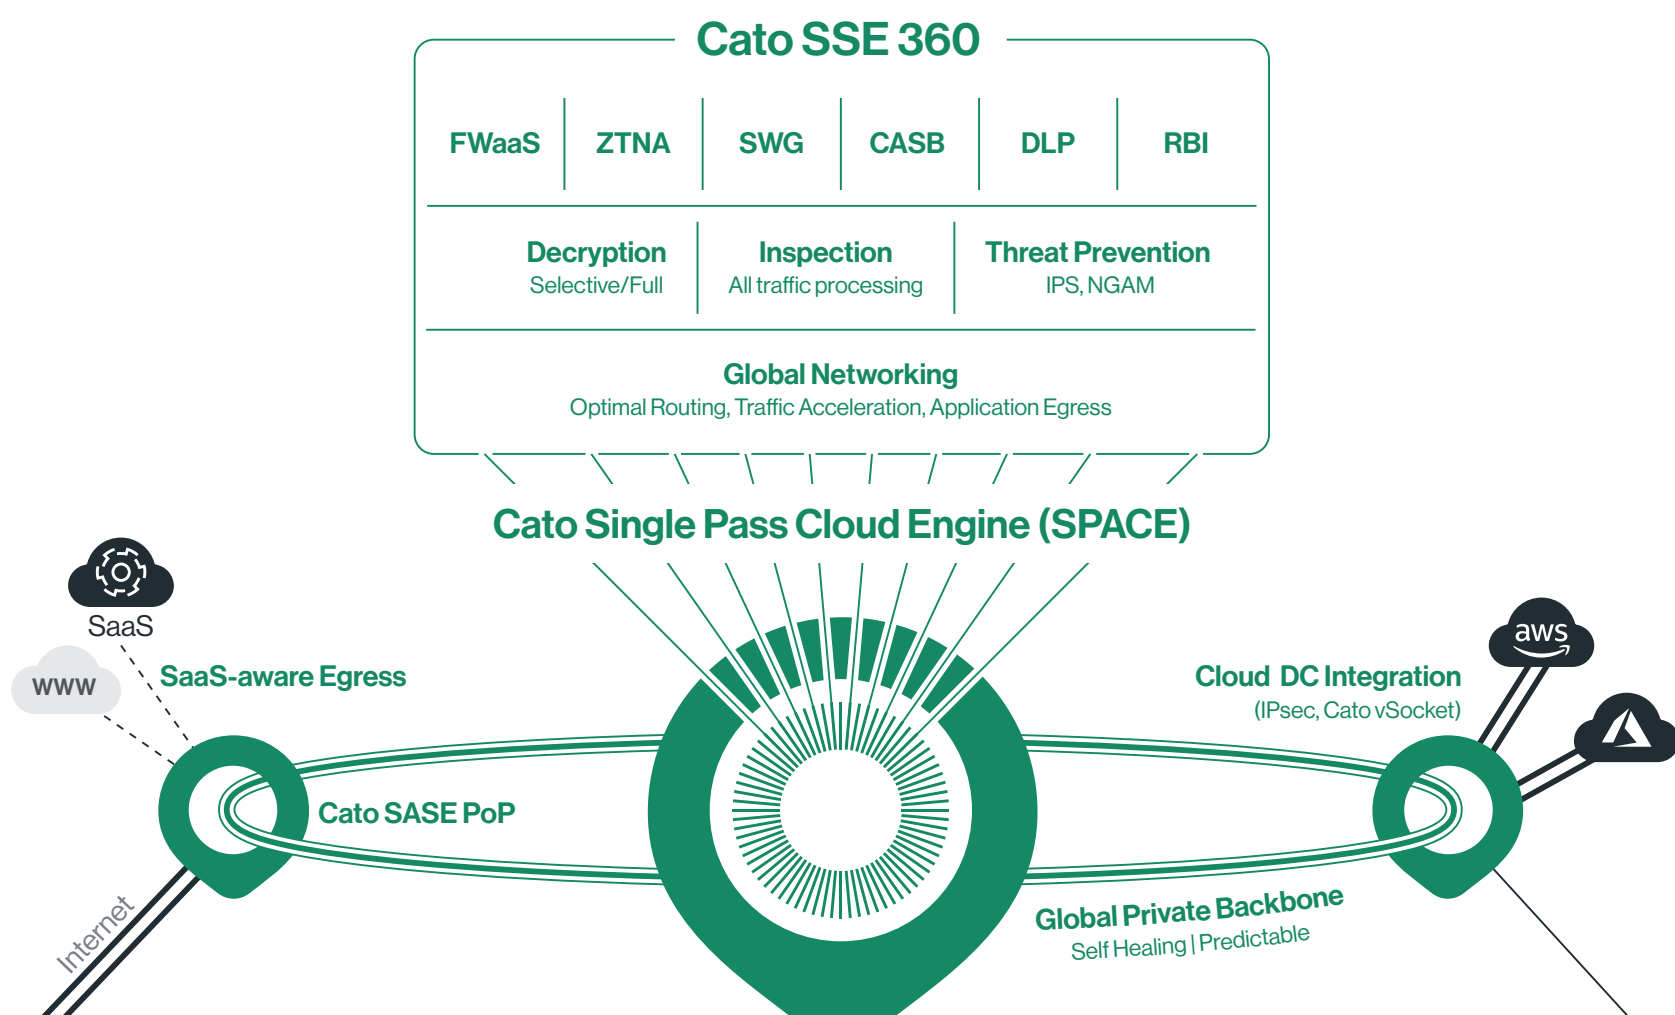 Cato SSE 360
FWaaS
ZTNA
SWG
CASB
DLP
RBI
Decryption
Selective/Full
Inspection
All traffic processing
Threat Prevention
IPS, NGAM
Global Networking
Optimal Routing, Traffic Acceleration, Application Egress
Cato Single Pass Cloud Engine (SPACE)
SaaS
www
SaaS-aware Egress
Cato SASE PoP
Internet
Cloud DC Integration
(IPsec, Cato vSocket)
aws
Global Private Backbone
Self Healing | Predictable